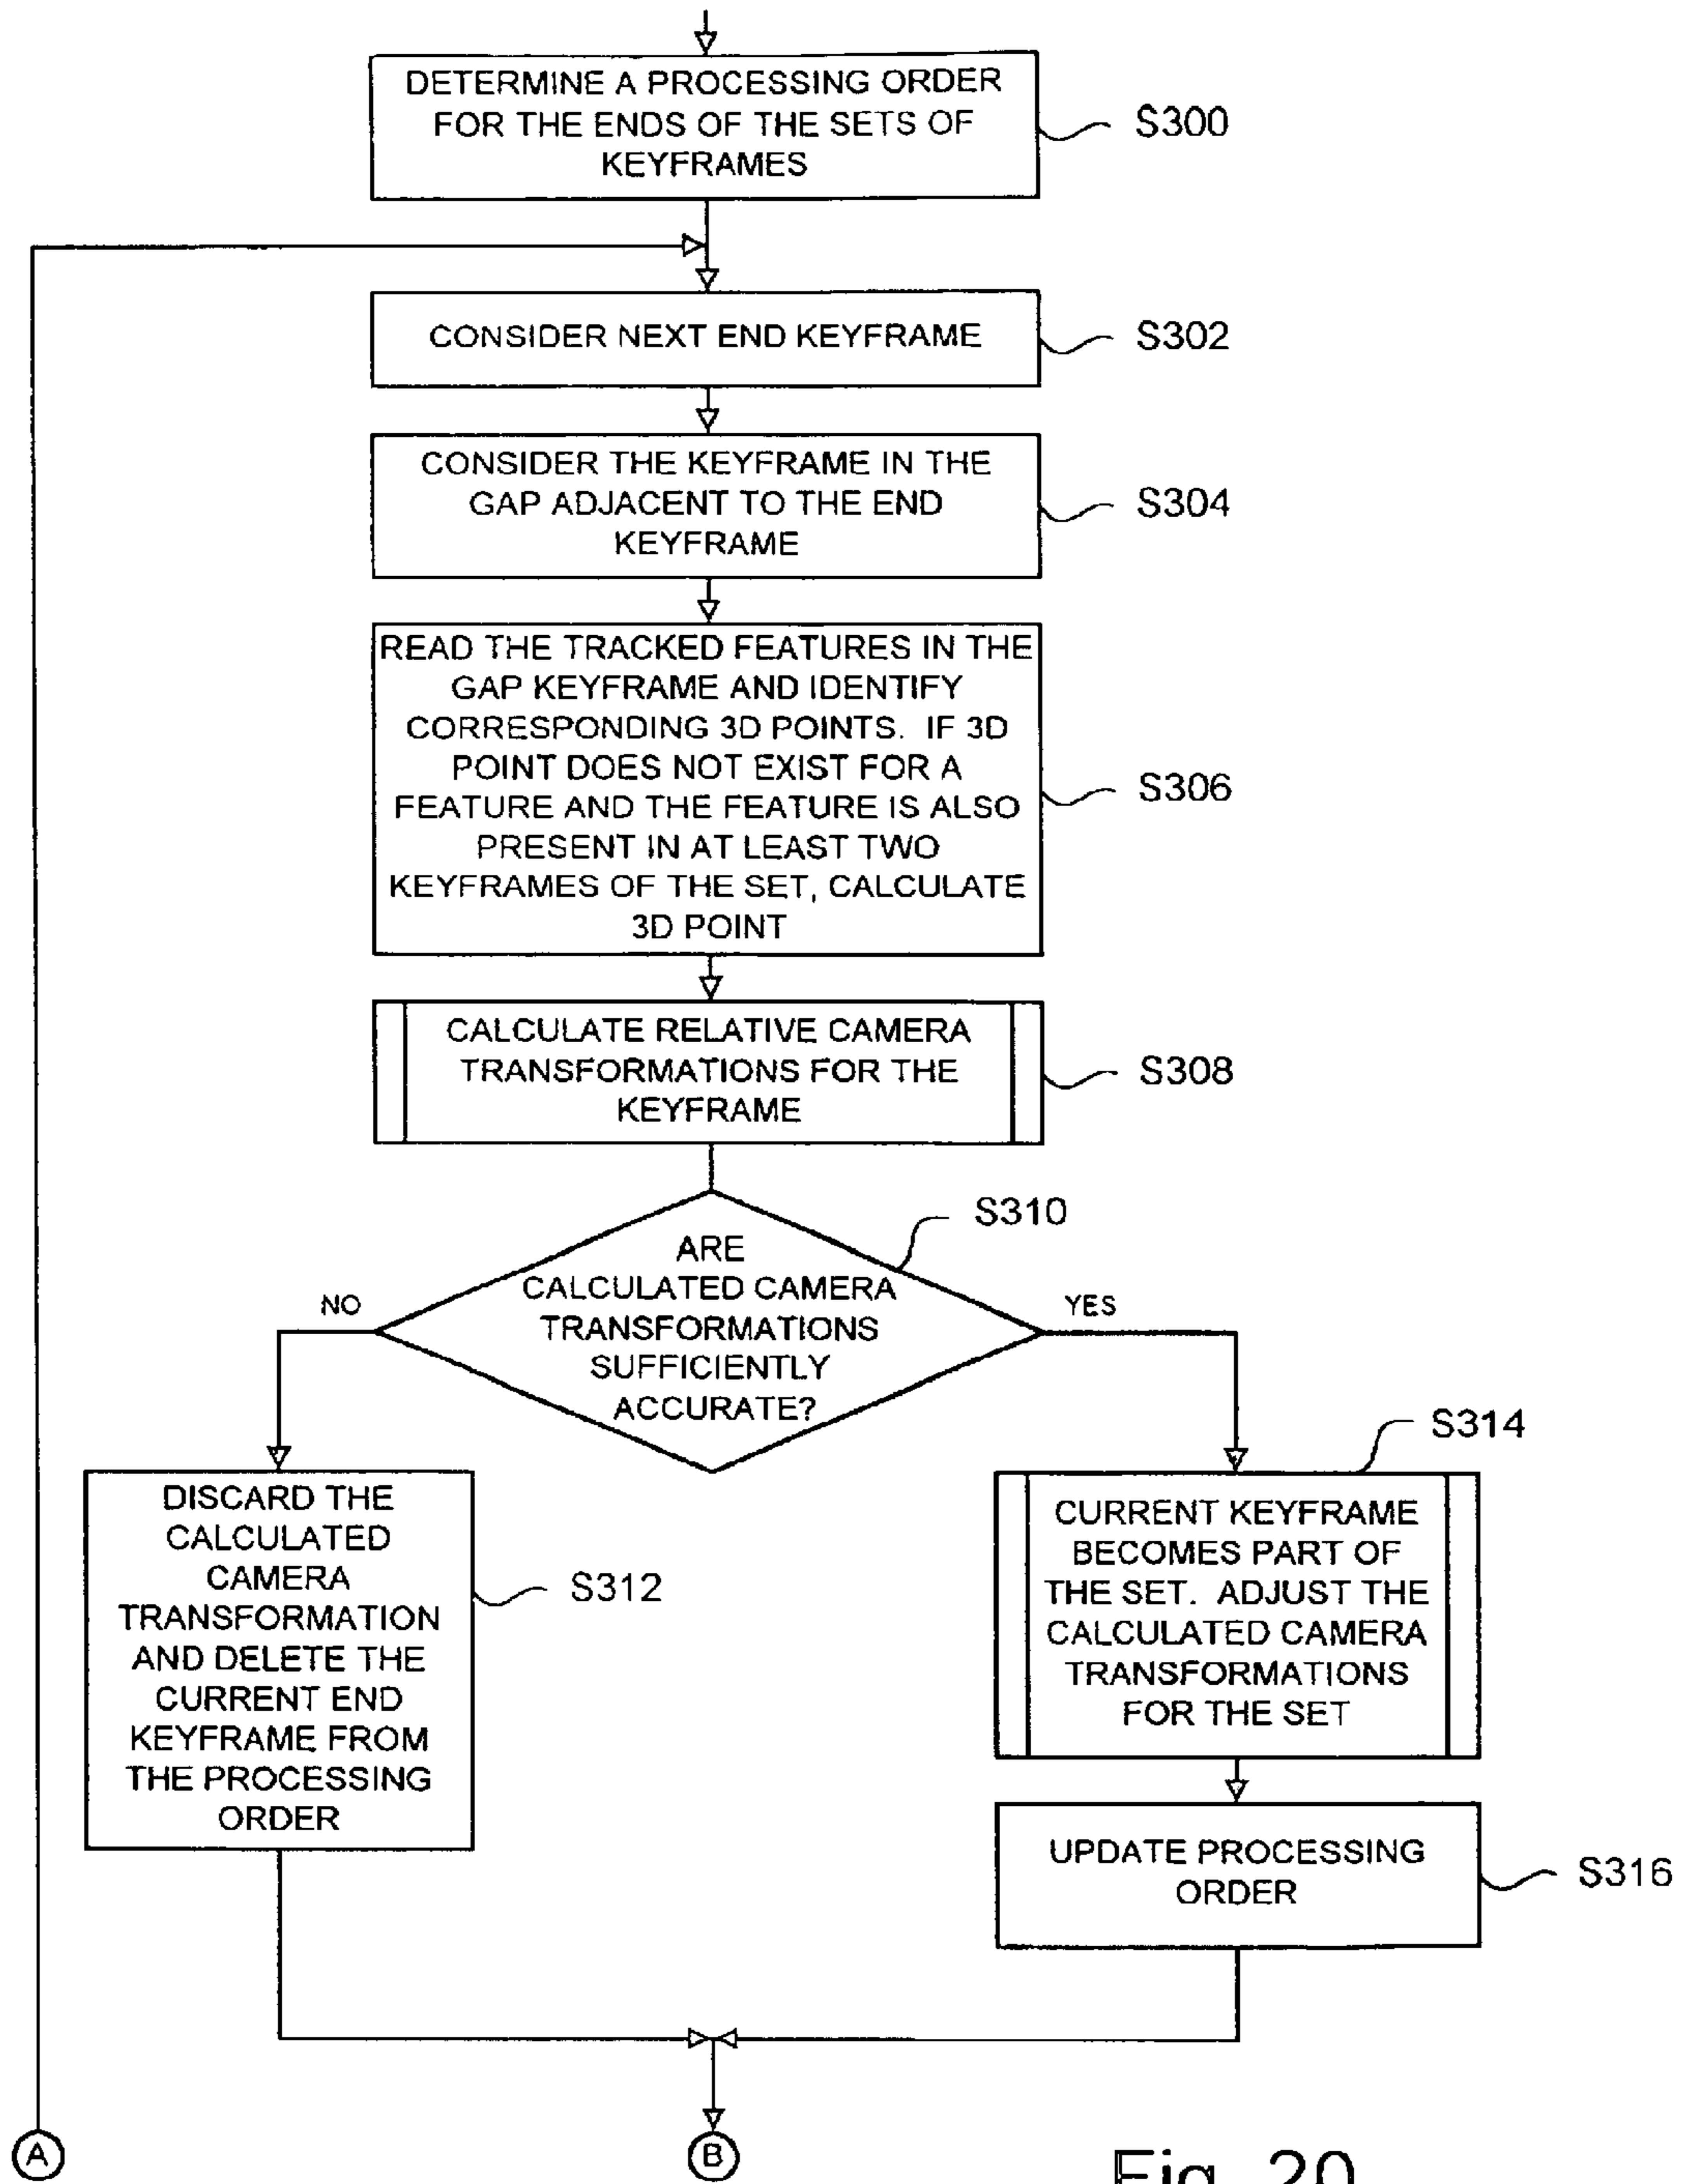 DETERMINE A PROCESSING ORDER
FOR THE ENDS OF THE SETS OF
KEYFRAMES
S300
CONSIDER NEXT END KEYFRAME
S302
CONSIDER THE KEYFRAME IN THE
GAP ADJACENT TO THE END
KEYFRAME
S304
READ THE TRACKED FEATURES IN THE
GAP KEYFRAME AND IDENTIFY
CORRESPONDING 3D POINTS. IF 3D
POINT DOES NOT EXIST FOR A
FEATURE AND THE FEATURE IS ALSO
PRESENT IN AT LEAST TWO
KEYFRAMES OF THE SET, CALCULATE
3D POINT
S306
CALCULATE RELATIVE CAMERA
TRANSFORMATIONS FOR THE
KEYFRAME
S308
S310
ARE
CALCULATED CAMERA
TRANSFORMATIONS
SUFFICIENTLY
ACCURATE?
NO
YES
DISCARD THE
CALCULATED
CAMERA
TRANSFORMATION
AND DELETE THE
CURRENT END
KEYFRAME FROM
THE PROCESSING
ORDER
S312
S314
CURRENT KEYFRAME
BECOMES PART OF
THE SET. ADJUST THE
CALCULATED CAMERA
TRANSFORMATIONS
FOR THE SET
UPDATE PROCESSING
ORDER
S316
A
B
Fig. 20